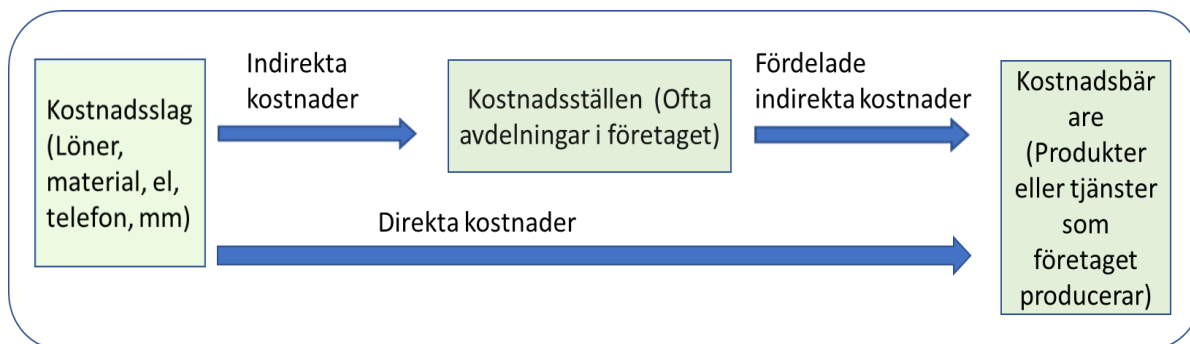 Kostnadsslag
(Löner,
material, el,
telefon, mm)
Indirekta
kostnader
Kostnadsställen (Ofta
avdelningar i företaget)
Fördelade
indirekta kostnader
Direkta kostnader
Kostnadsbär
are
(Produkter
eller tjänster
som
företaget
producerar)